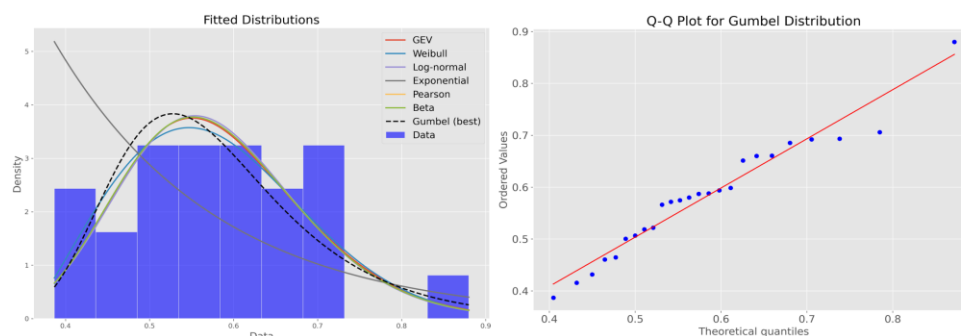 Fitted Distributions
Density
5
4
3
2
1
0
GEV
Weibull
Log-normal
Exponential
Pearson
Beta
Gumbel (best)
Data
0.4 0.5 0.6 0.7 0.8 0.9
Data
Q-Q Plot for Gumbel Distribution
Ordered Values
0.9
0.8
0.7
0.6
0.5
0.4
0.4 0.5 0.6 0.7 0.8
Theoretical quantiles